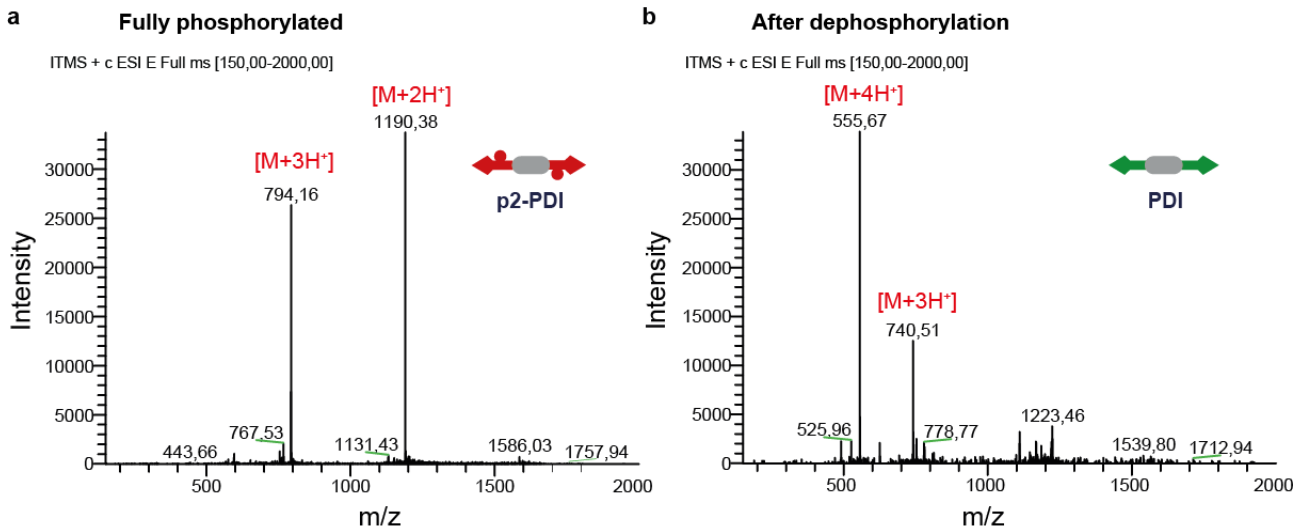 a
Fully phosphorylated
ITMS + c ESI E Full ms [150,00-2000,00]
[M+2H⁺]
1190,38
[M+3H⁺]
794,16
p2-PDI
30000
25000
20000
15000
10000
5000
0
Intensity
443,66
767,53
1131,43
1586,03
1757,94
500
1000
1500
2000
m/z
b
After dephosphorylation
ITMS + c ESI E Full ms [150,00-2000,00]
[M+4H⁺]
555,67
PDI
[M+3H⁺]
740,51
30000
25000
20000
15000
10000
5000
0
Intensity
525,96
778,77
1223,46
1539,80
1712,94
500
1000
1500
2000
m/z